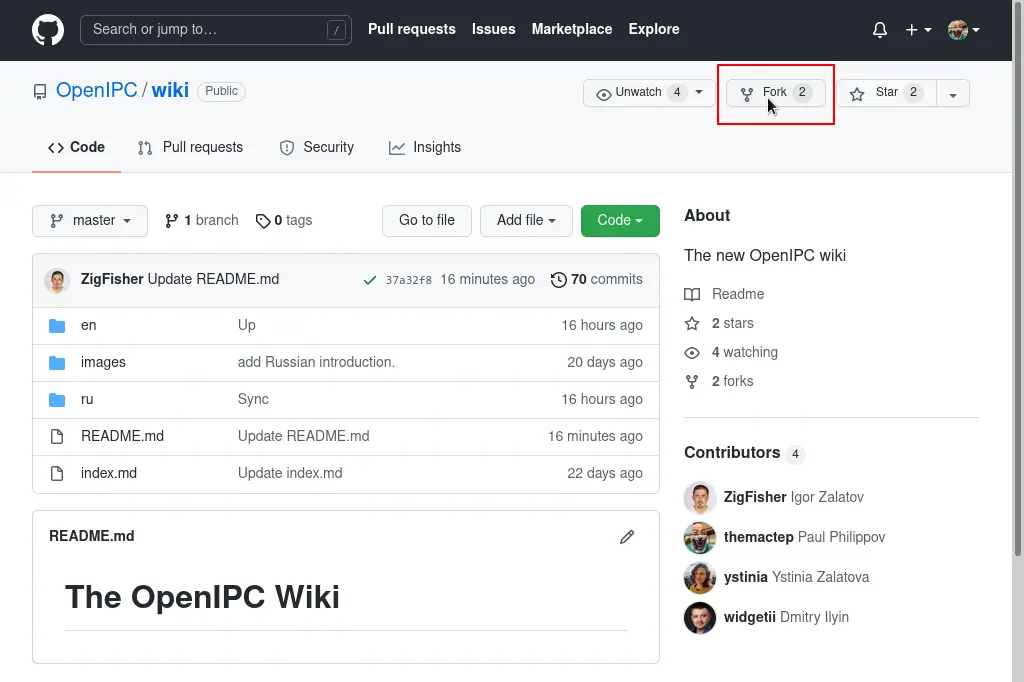 Search or jump to… / Pull requests Issues Marketplace Explore
OpenIPC / wiki Public Unwatch 4 Fork 2 Star 2
Code Pull requests Security Insights
master 1 branch 0 tags Go to file Add file Code
ZigFisher Update README.md 37a32f8 16 minutes ago 70 commits
en Up 16 hours ago
images add Russian introduction. 20 days ago
ru Sync 16 hours ago
README.md Update README.md 16 minutes ago
index.md Update index.md 22 days ago
README.md
The OpenIPC Wiki
About
The new OpenIPC wiki
Readme
2 stars
4 watching
2 forks
Contributors 4
ZigFisher Igor Zalatov
themactep Paul Philippov
ystinia Ystinia Zalatova
widgetii Dmitry Ilyin